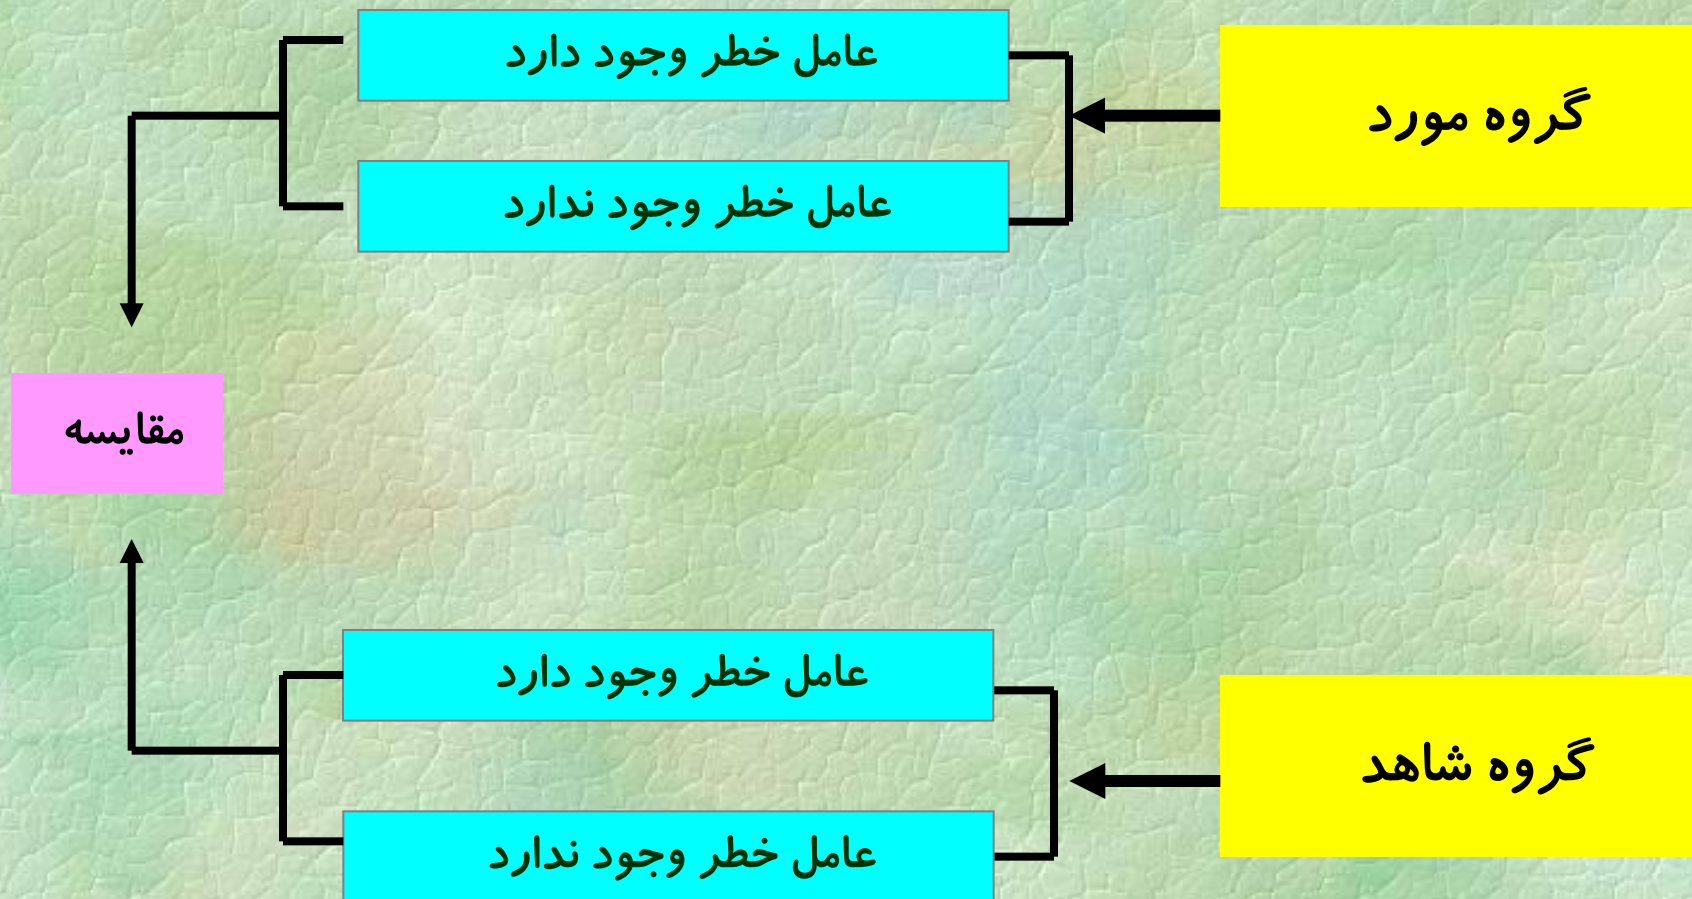 گروه مورد
عامل خطر وجود دارد
عامل خطر وجود ندارد
مقایسه
گروه شاهد
عامل خطر وجود دارد
عامل خطر وجود ندارد